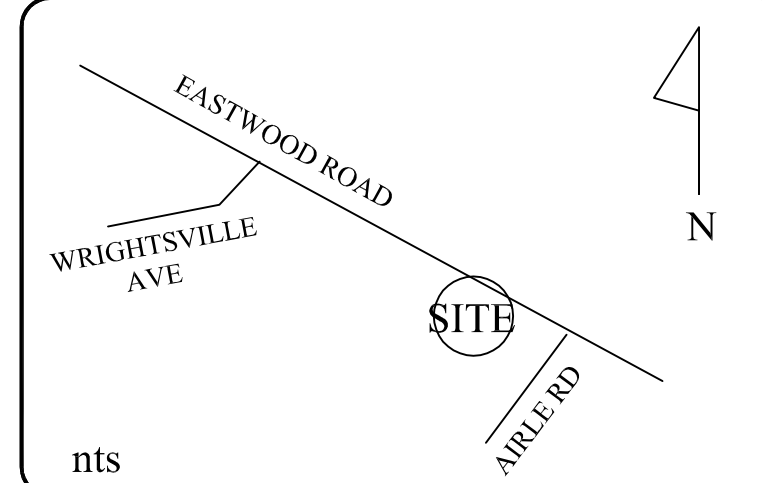 EASTWOOD ROAD
N
WRIGHTSVILLE
AVE
SITE
AIRLE RD
nts